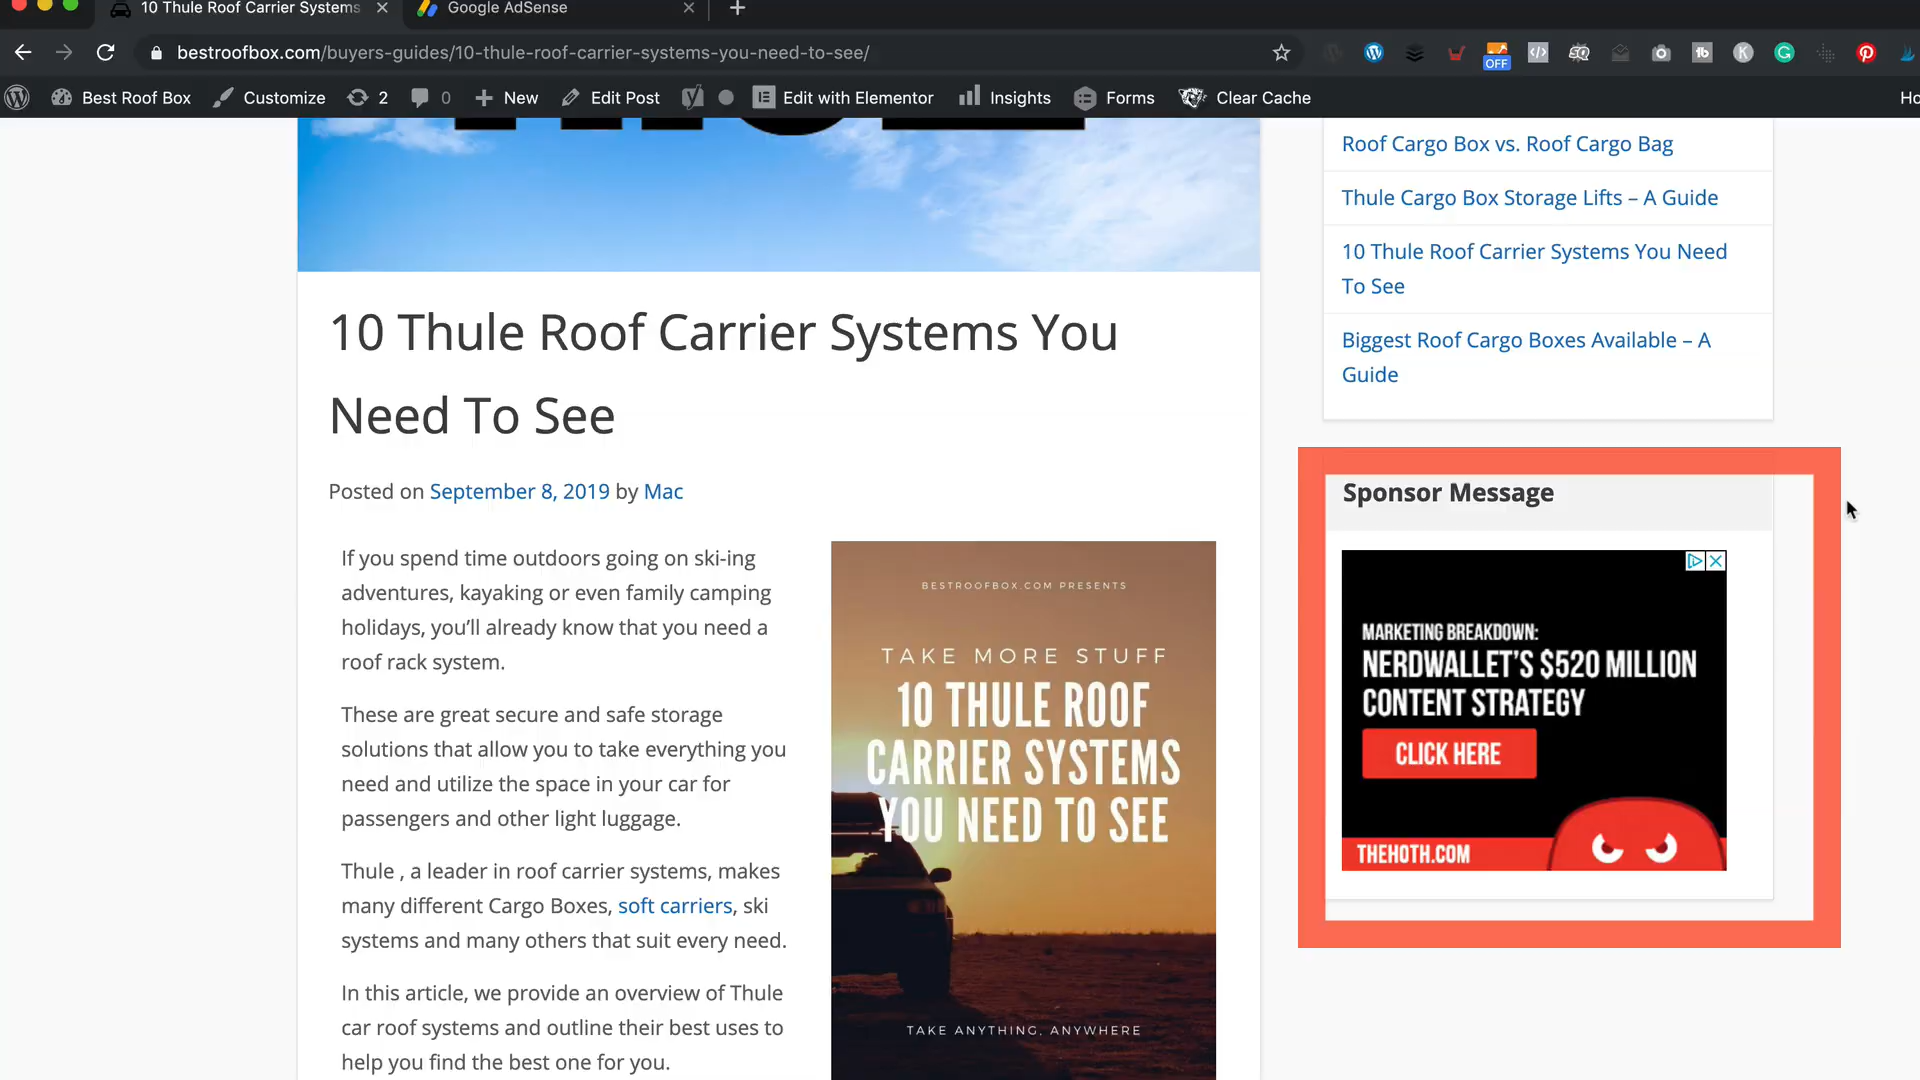 10 Thule Roof Carrier Systems
Google AdSense
bestroofbox.com/buyers-guides/10-thule-roof-carrier-systems-you-need-to-see/
OFF
Best Roof Box
Customize
2
0
New
Edit Post
Edit with Elementor
Insights
Forms
Clear Cache
Ho
10 Thule Roof Carrier Systems You
Need To See
Posted on September 8, 2019 by Mac
If you spend time outdoors going on ski-ing
adventures, kayaking or even family camping
holidays, you’ll already know that you need a
roof rack system.
These are great secure and safe storage
solutions that allow you to take everything you
need and utilize the space in your car for
passengers and other light luggage.
Thule , a leader in roof carrier systems, makes
many different Cargo Boxes, soft carriers, ski
systems and many others that suit every need.
In this article, we provide an overview of Thule
car roof systems and outline their best uses to
help you find the best one for you.
BESTROOFBOX.COM PRESENTS
TAKE MORE STUFF
10 THULE ROOF
CARRIER SYSTEMS
YOU NEED TO SEE
TAKE ANYTHING, ANYWHERE
Roof Cargo Box vs. Roof Cargo Bag
Thule Cargo Box Storage Lifts – A Guide
10 Thule Roof Carrier Systems You Need
To See
Biggest Roof Cargo Boxes Available – A
Guide
Sponsor Message
MARKETING BREAKDOWN:
NERDWALLET'S $520 MILLION
CONTENT STRATEGY
CLICK HERE
THEHOTH.COM